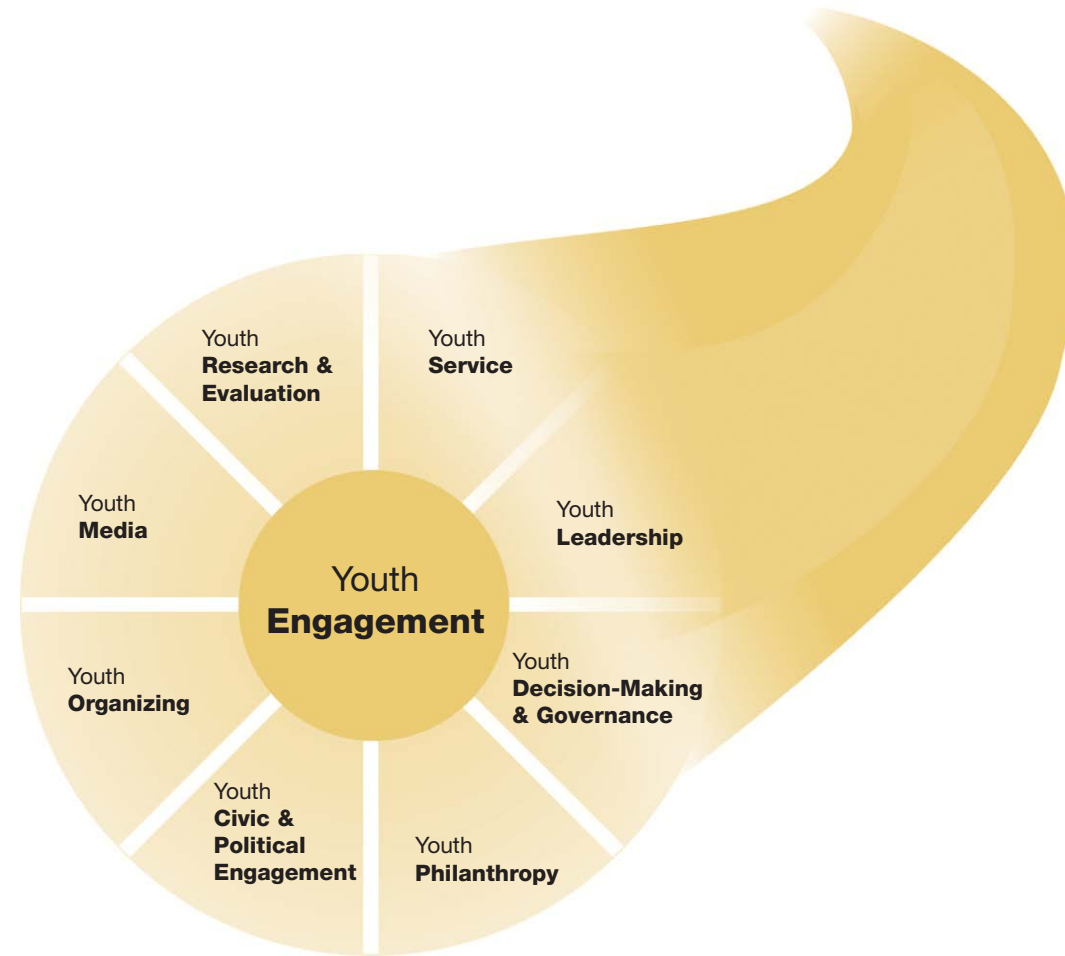 Youth
Research &
Evaluation
Youth
Service
Youth
Media
Youth
Leadership
Youth
Engagement
Youth
Organizing
Youth
Decision-Making
& Governance
Youth
Civic &
Political
Engagement
Youth
Philanthropy